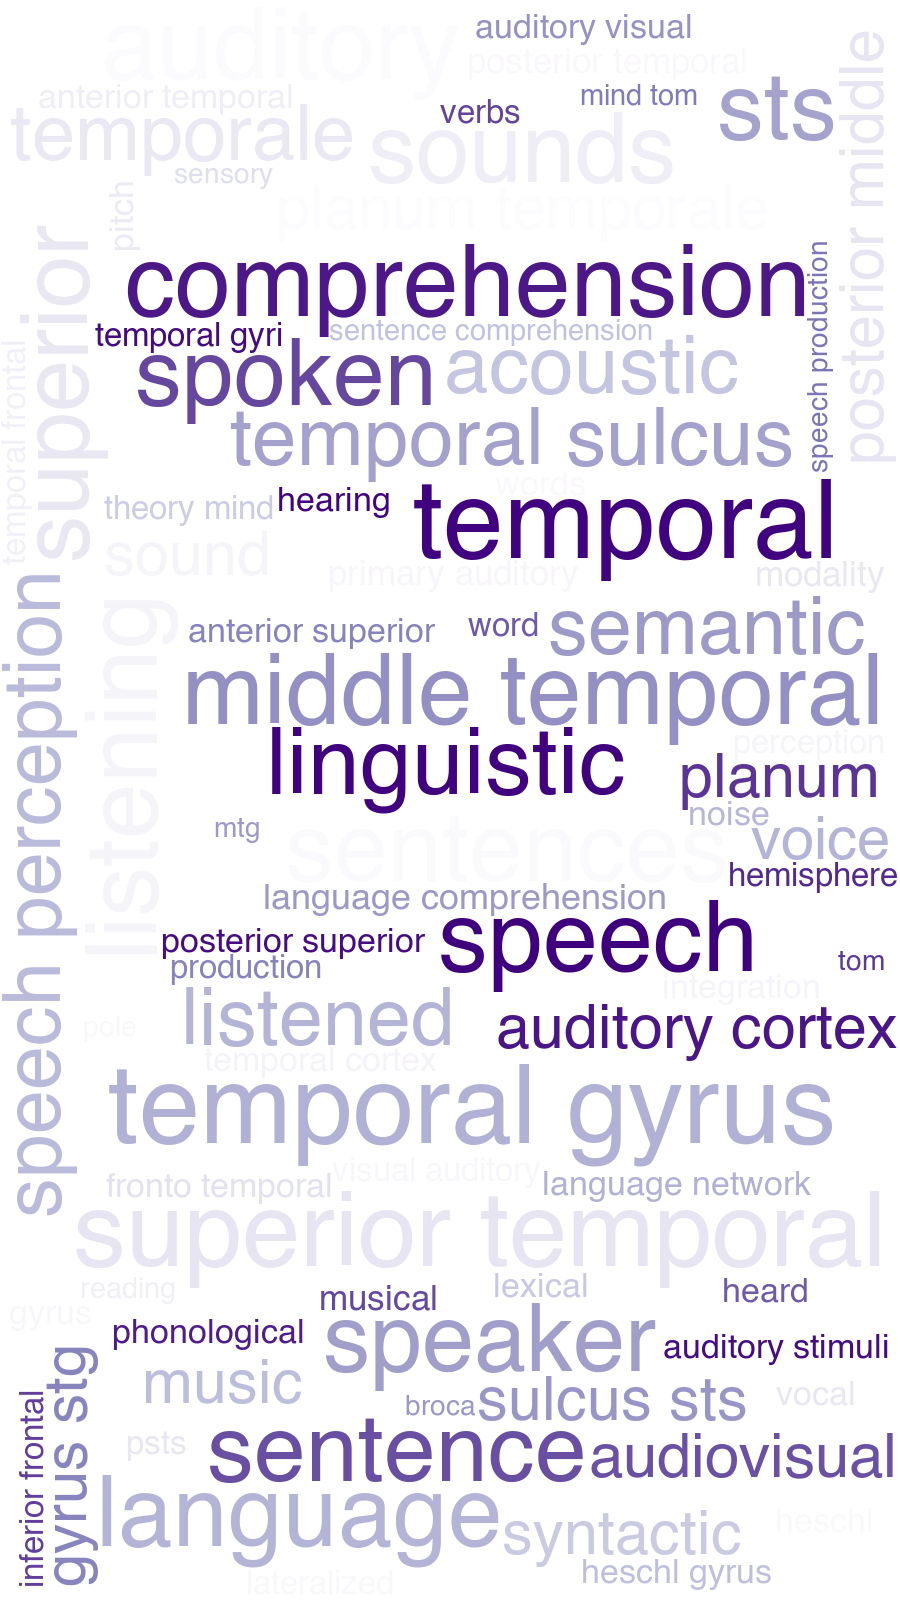 auditory
auditory visual
posterior temporal
anterior temporal
verbs
mind tom
sts
temporale
sounds
posterior middle
sensory
pitch
planum temporale
superior
comprehension
speech production
temporal gyri
sentence comprehension
spoken
acoustic
temporal frontal
temporal sulcus
words
theory mind
hearing
temporal
sound
primary auditory
modality
speech perception
listening
anterior superior
word
semantic
middle temporal
linguistic
perception
planum
noise
mtg
sentences
voice
hemisphere
language comprehension
speech
posterior superior
production
tom
integration
listened
pole
auditory cortex
temporal cortex
temporal gyrus
fronto temporal
visual auditory
language network
superior temporal
reading
lexical
heard
gyrus
musical
phonological
speaker
auditory stimuli
gyrus stg
music
sulcus sts
vocal
inferior frontal
broca
psts
sentence
audiovisual
language
syntactic
heschl
heschl gyrus
lateralized